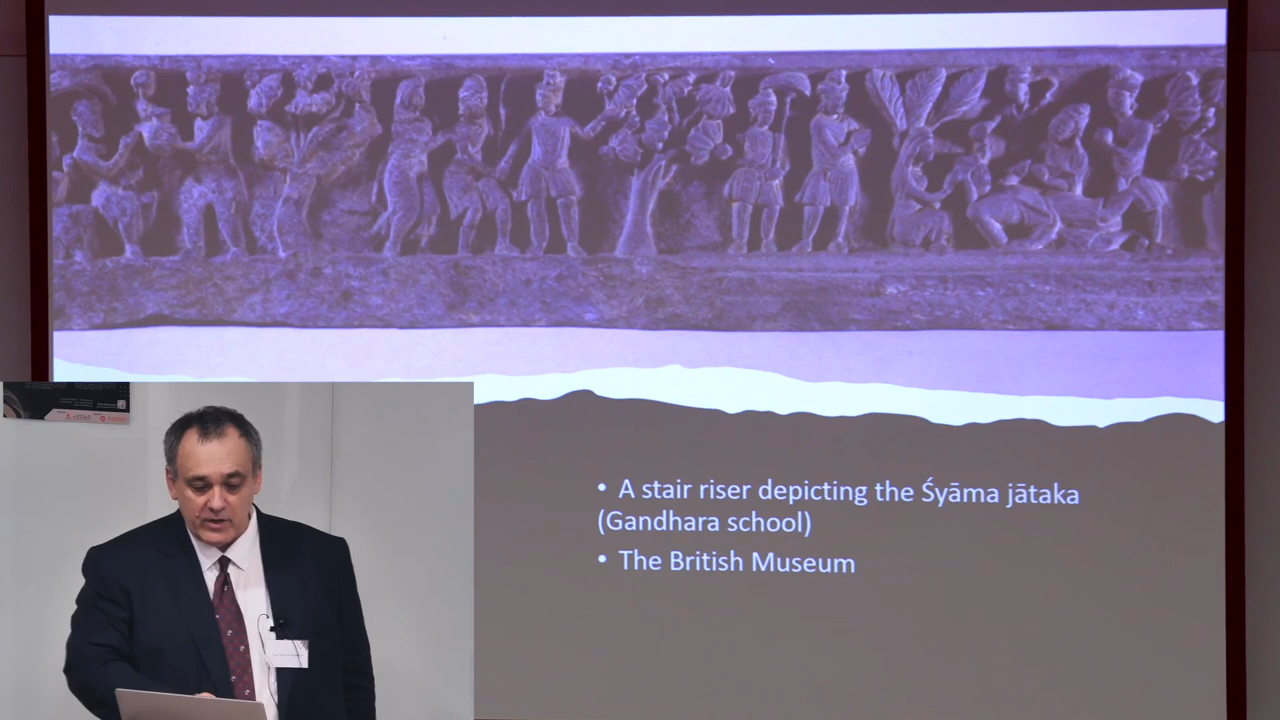 • A stair riser depicting the Śyāma jātaka
(Gandhara school)
• The British Museum